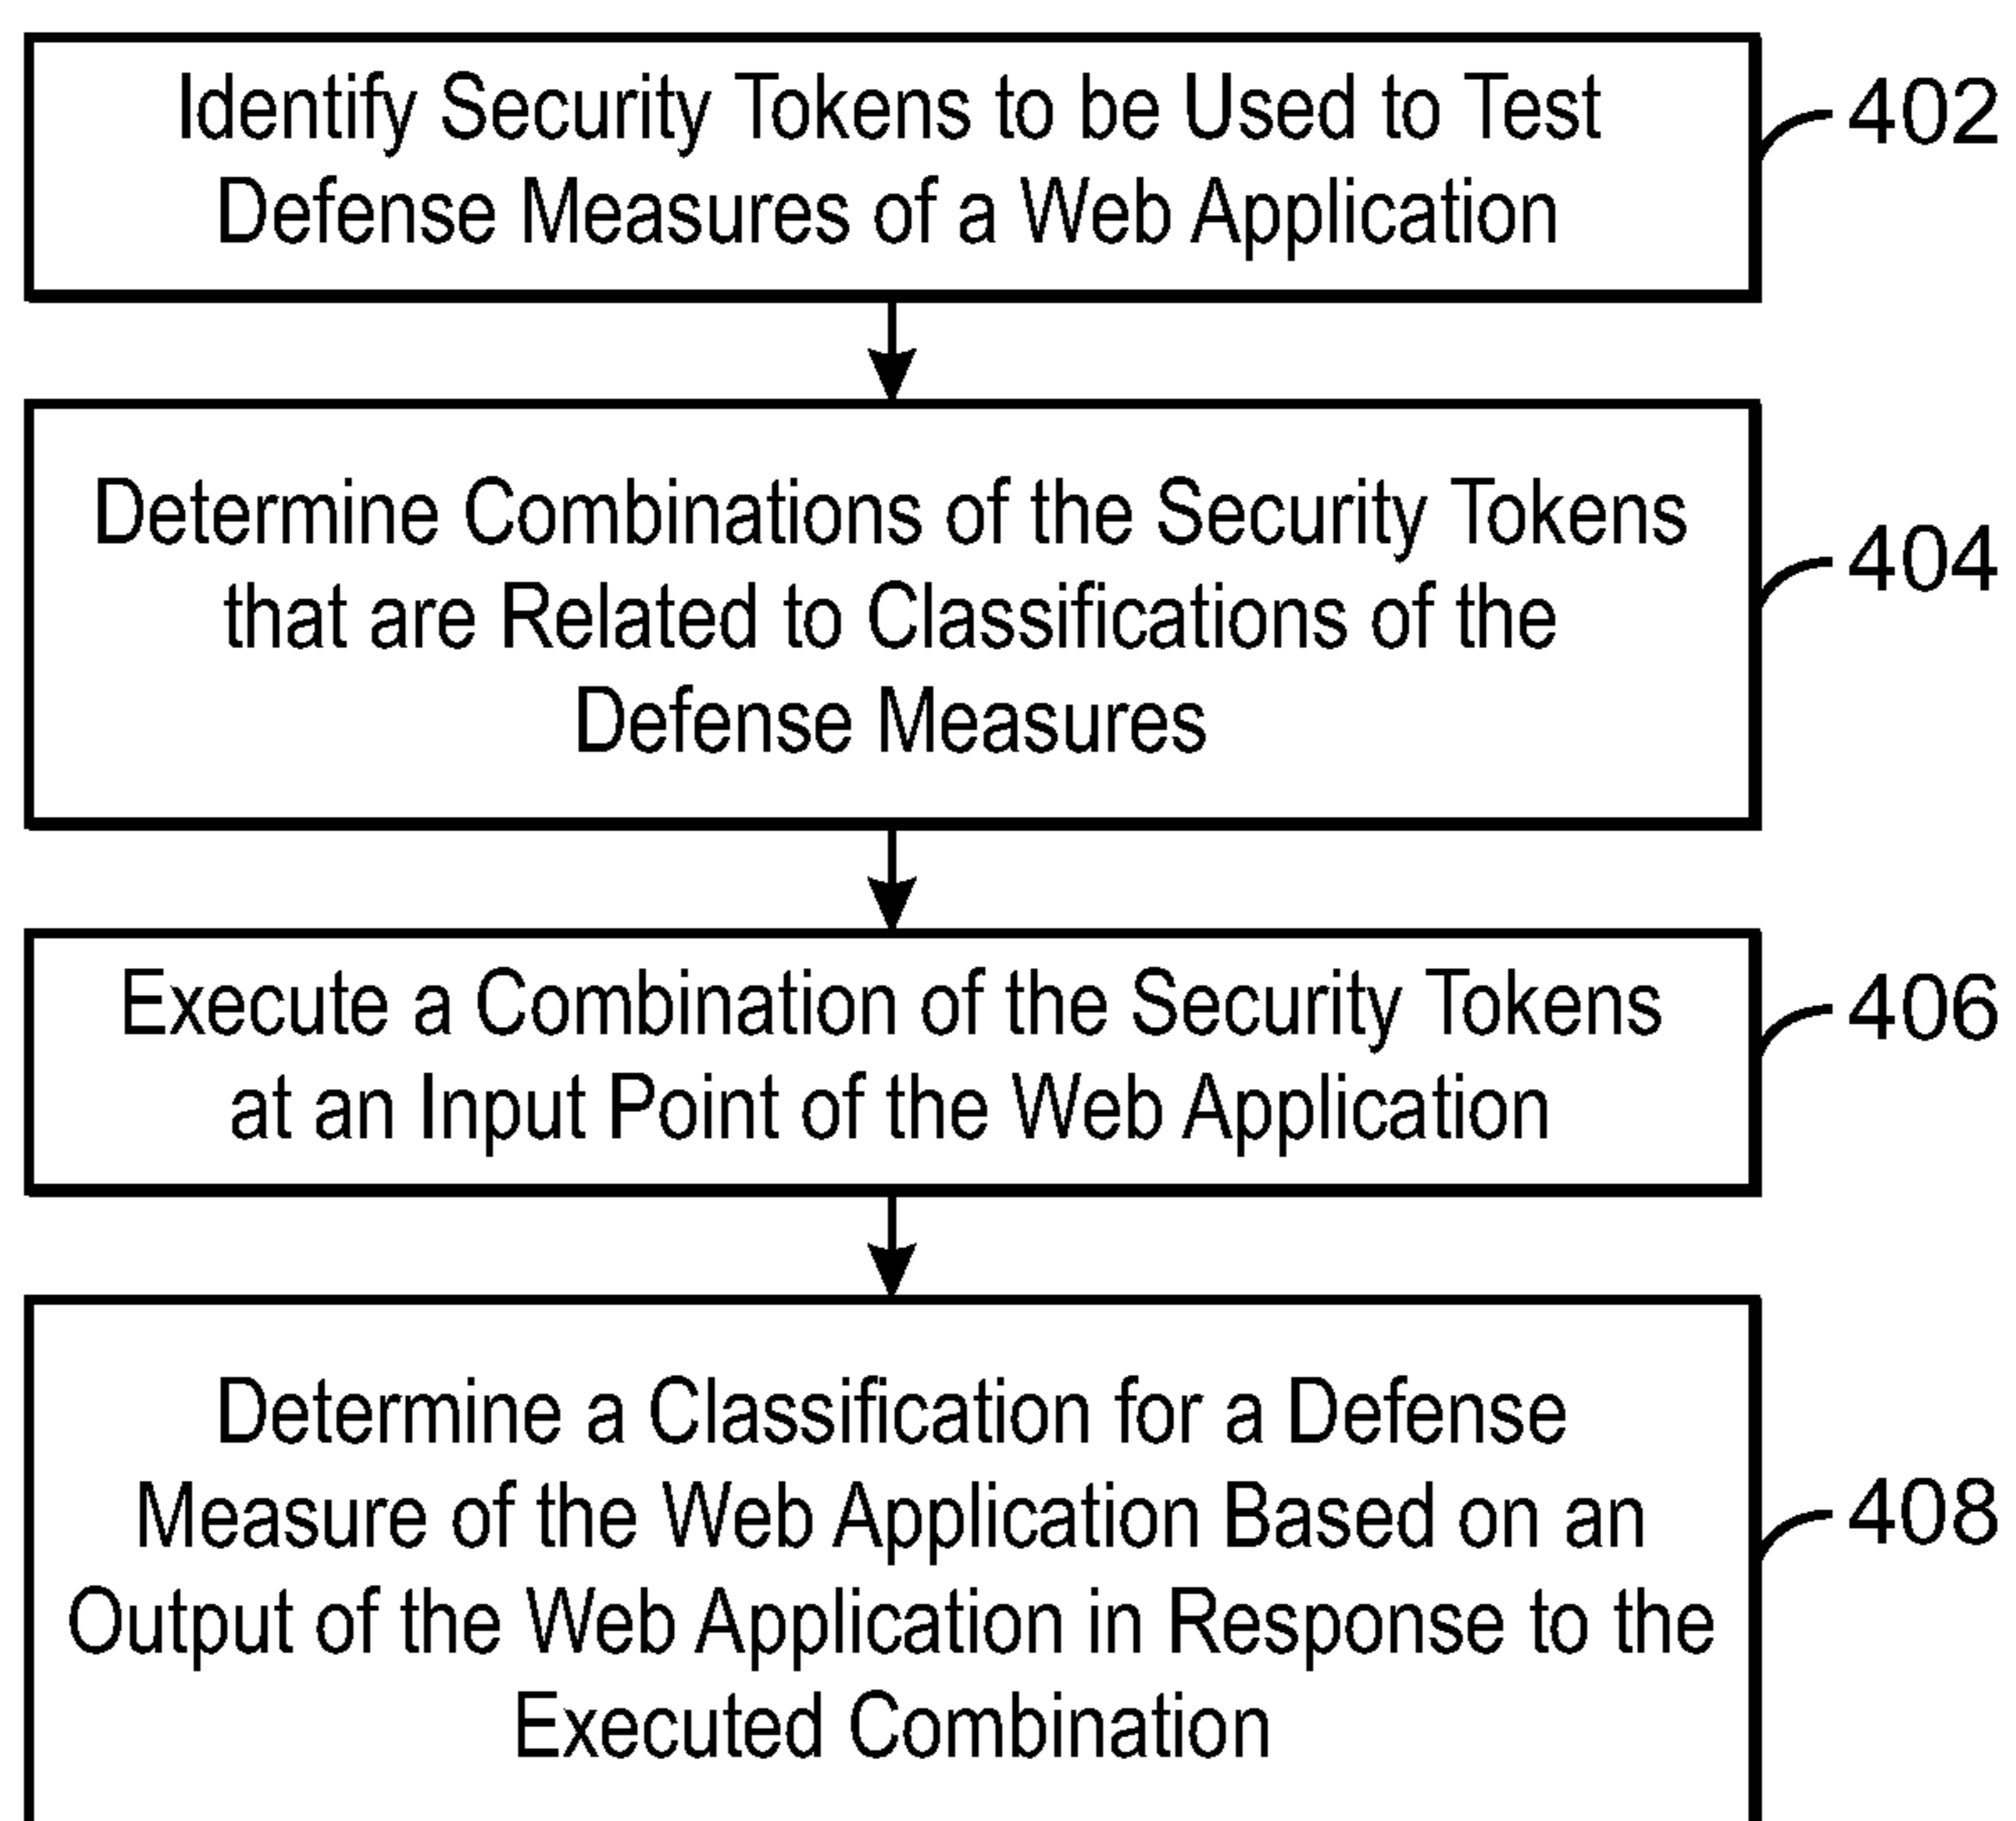 Identify Security Tokens to be Used to Test
Defense Measures of a Web Application
402
Determine Combinations of the Security Tokens
that are Related to Classifications of the
Defense Measures
404
Execute a Combination of the Security Tokens
at an Input Point of the Web Application
406
Determine a Classification for a Defense
Measure of the Web Application Based on an
Output of the Web Application in Response to the
Executed Combination
408